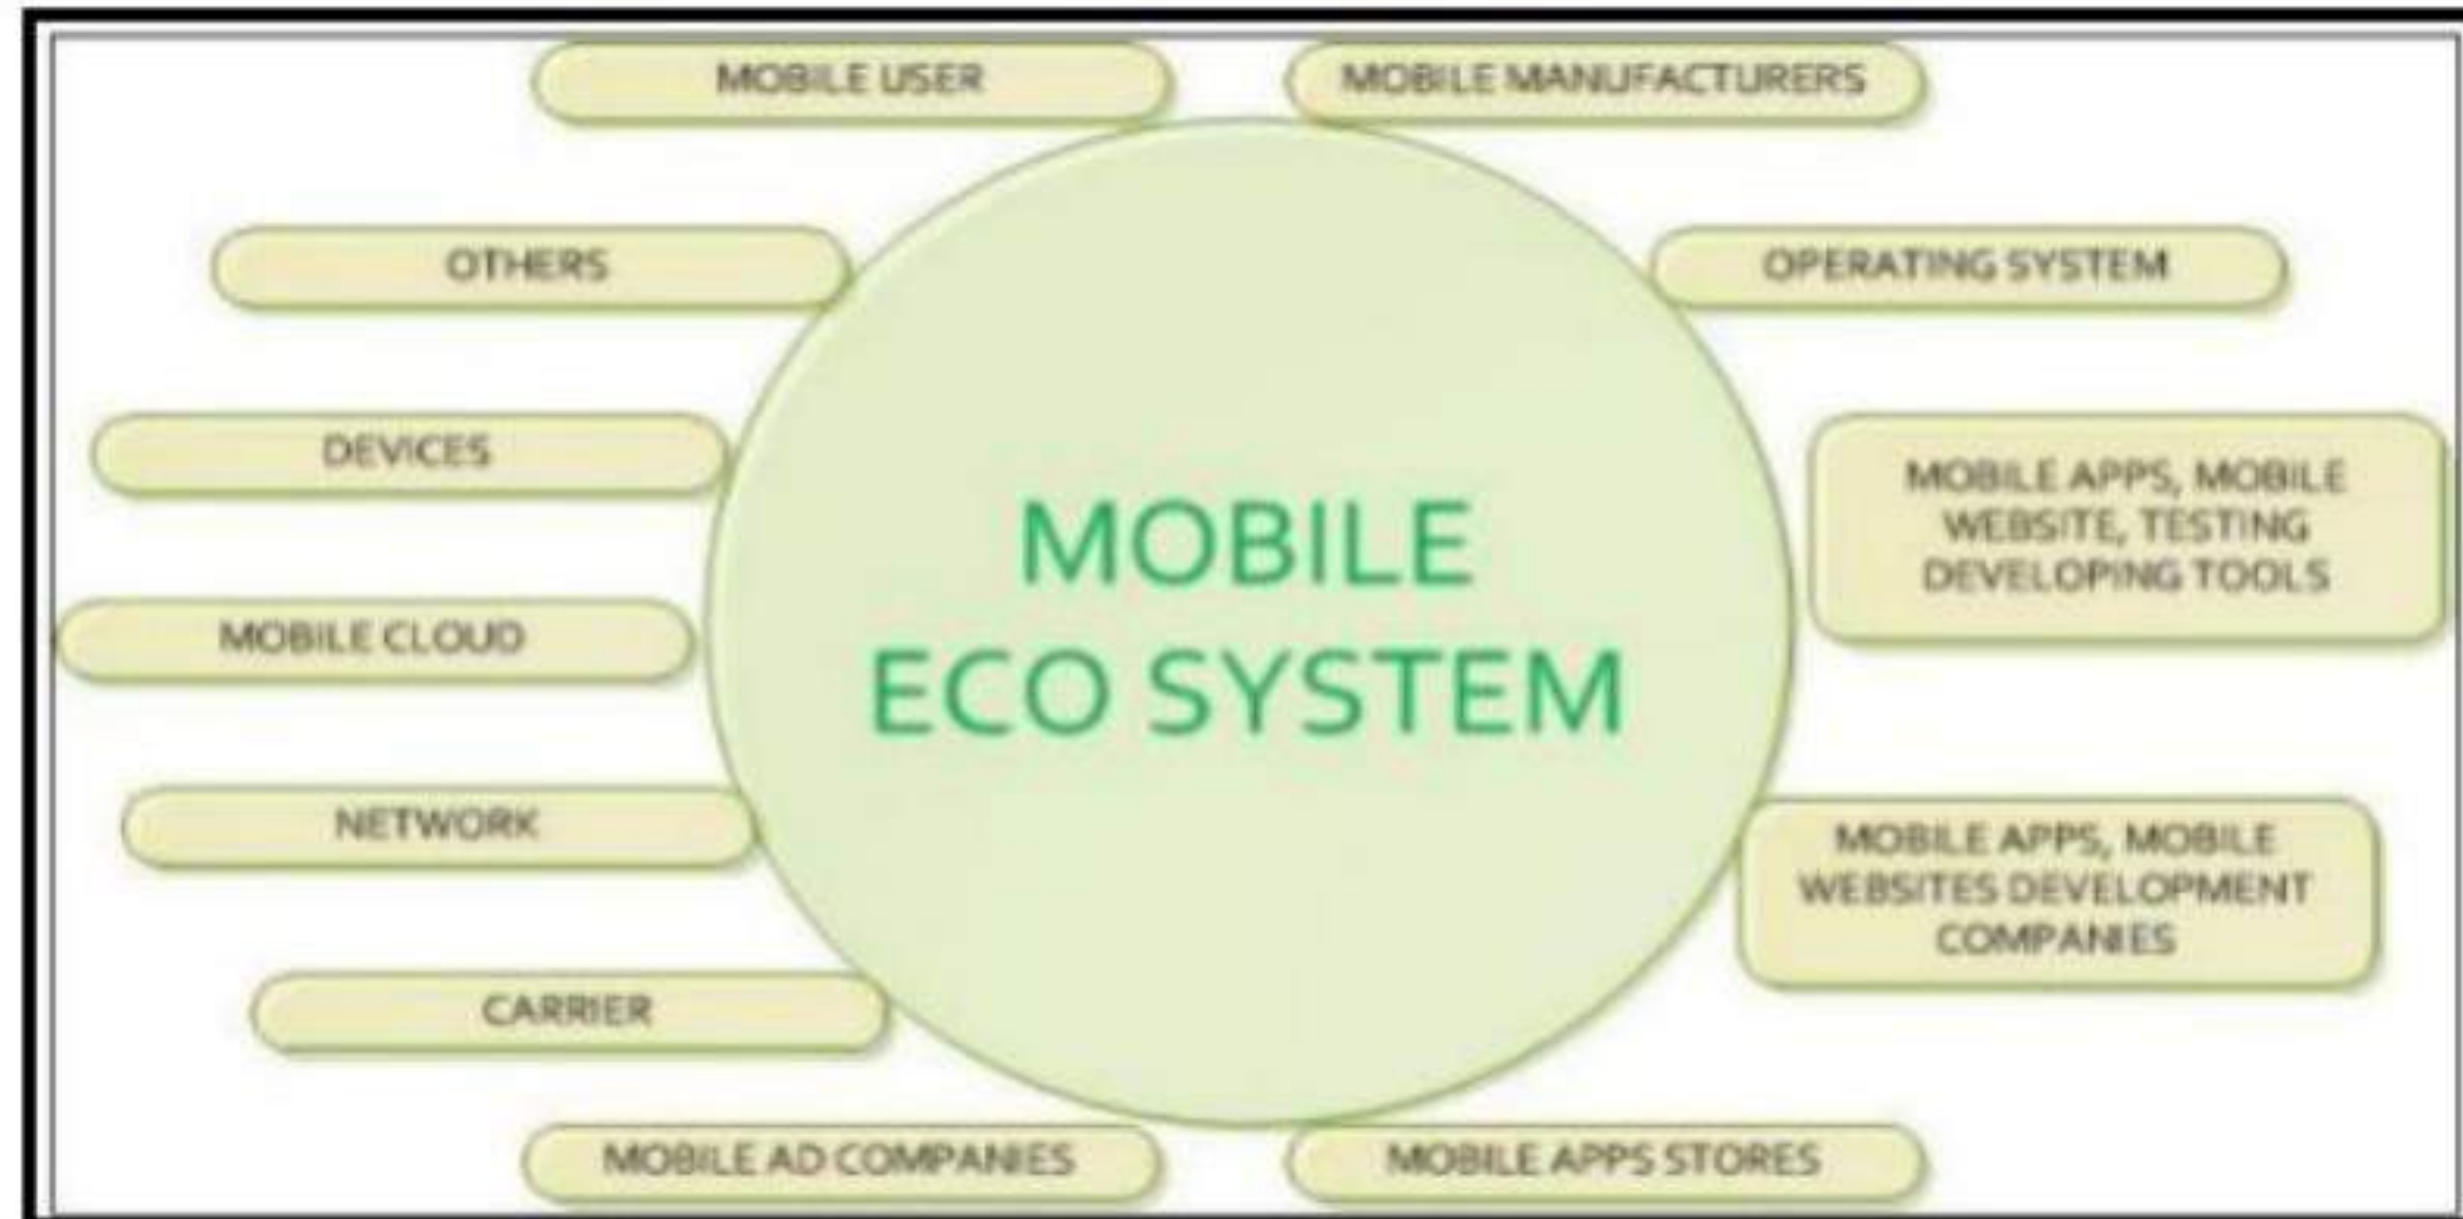 MOBILE USER
MOBILE MANUFACTURERS
OTHERS
OPERATING SYSTEM
DEVICES
MOBILE APPS, MOBILE
WEBSITE, TESTING
DEVELOPING TOOLS
MOBILE
ECO SYSTEM
MOBILE CLOUD
NETWORK
MOBILE APPS, MOBILE
WEBSITES DEVELOPMENT
COMPANIES
CARRIER
MOBILE AD COMPANIES
MOBILE APPS STORES